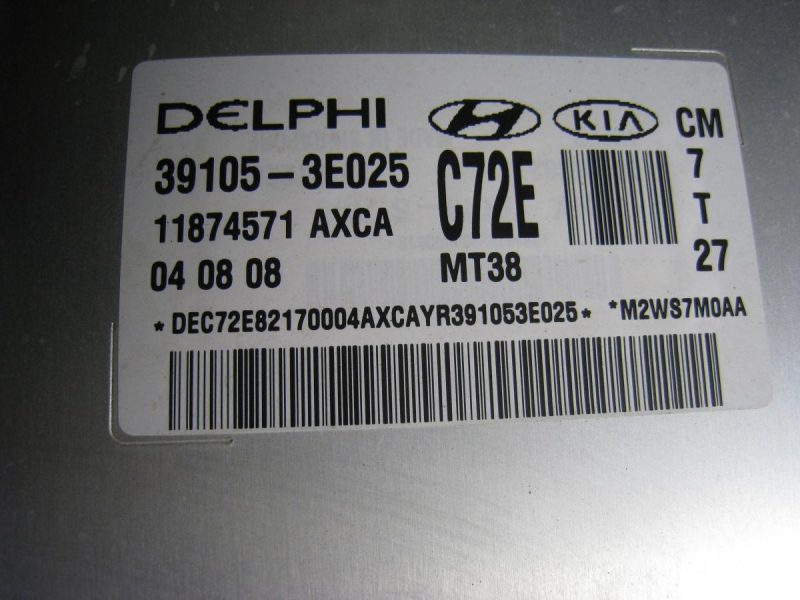 DELPHI KIA CM
39105-3E025 C72E 7
11874571 AXCA T
04 08 08 MT38 27
*DEC72E82170004AXCAYR391053E025* *M2WS7M0AA